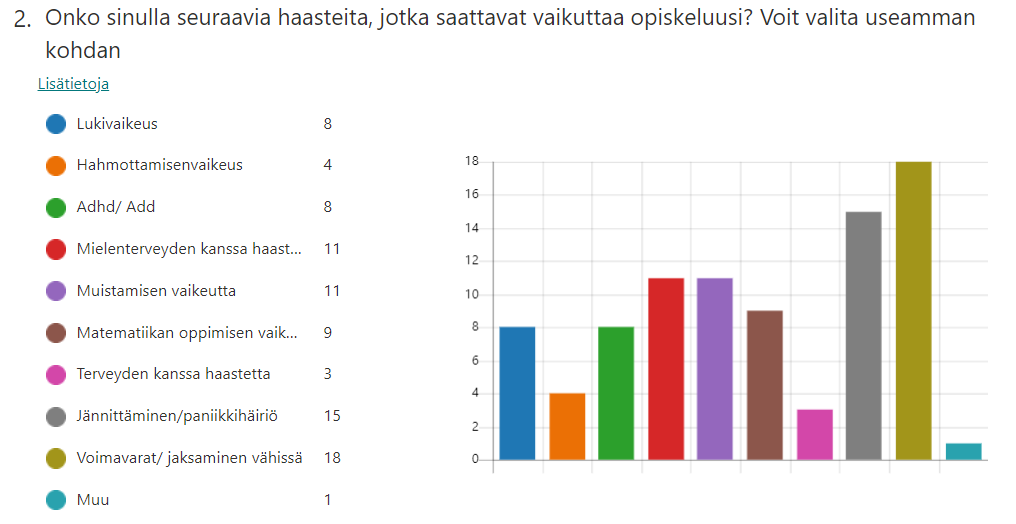 2. Onko sinulla seuraavia haasteita, jotka saattavat vaikuttaa opiskeluusi? Voit valita useamman
kohdan
Lisätietoja
Lukivaikeus 8
Hahmottamisenvaikeus 4
Adhd/ Add 8
Mielenterveyden kanssa haast... 11
Muistamisen vaikeutta 11
Matematiikan oppimisen vaik... 9
Terveyden kanssa haastetta 3
Jännittäminen/paniikkihäiriö 15
Voimavarat/ jaksaminen vähissä 18
Muu 1
18
16
14
12
10
8
6
4
2
0